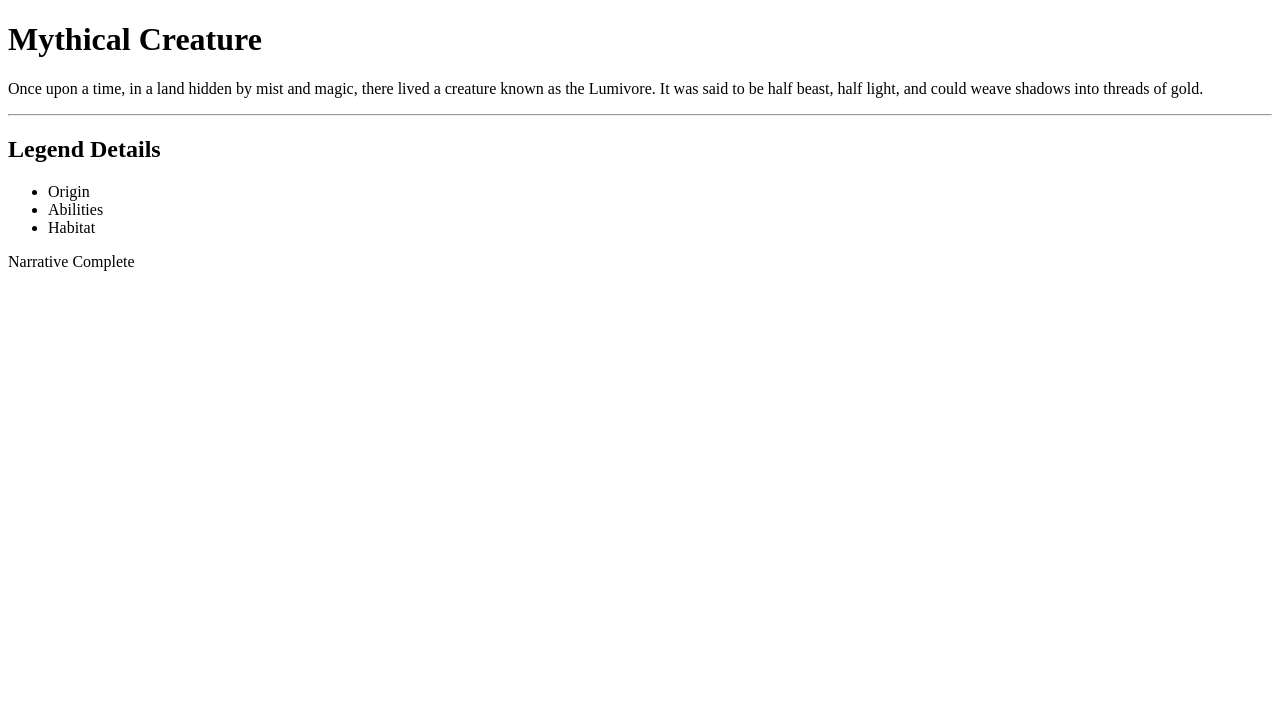 Mythical Creature
Once upon a time, in a land hidden by mist and magic, there lived a creature known as the Lumivore. It was said to be half beast, half light, and could weave shadows into threads of gold.
Legend Details
Origin
Abilities
Habitat
Narrative Complete